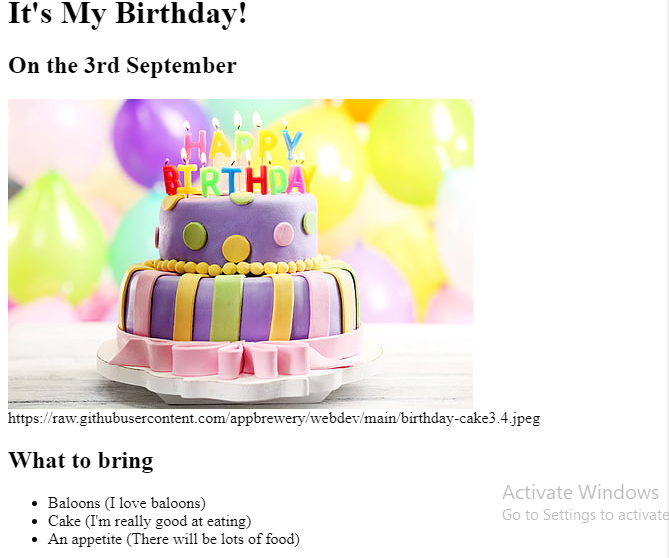 It's My Birthday!
On the 3rd September
HAPPY
BIRTHDAY
https://raw.githubusercontent.com/appbrewery/webdev/main/birthday-cake3.4.jpeg
What to bring
Baloons (I love baloons)
Cake (I'm really good at eating)
An appetite (There will be lots of food)
Activate Windows
Go to Settings to activate